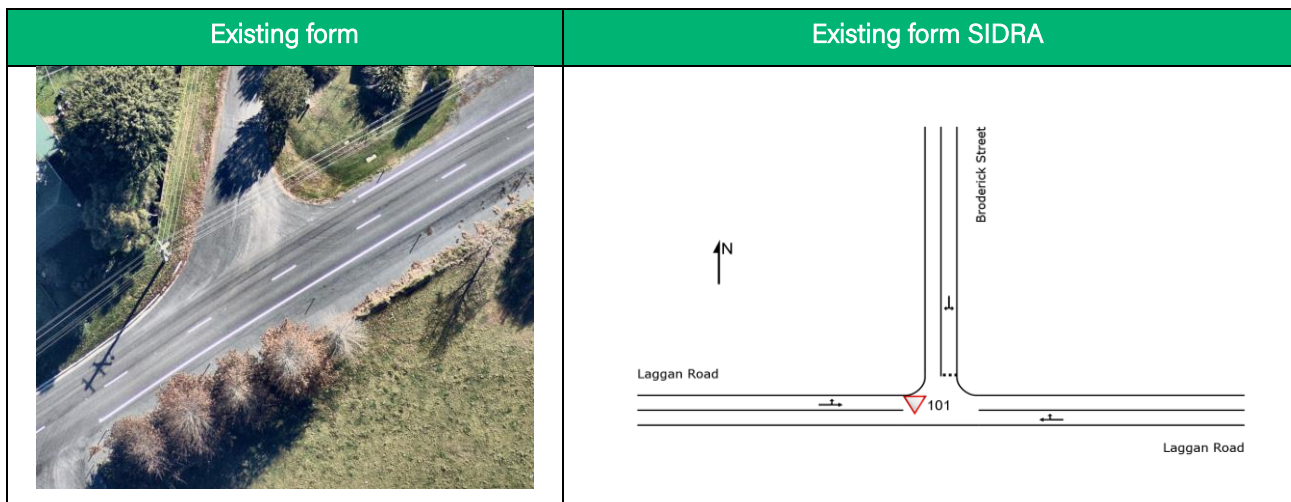 Existing form
Existing form SIDRA
Broderick Street
N
Laggan Road
101
Laggan Road